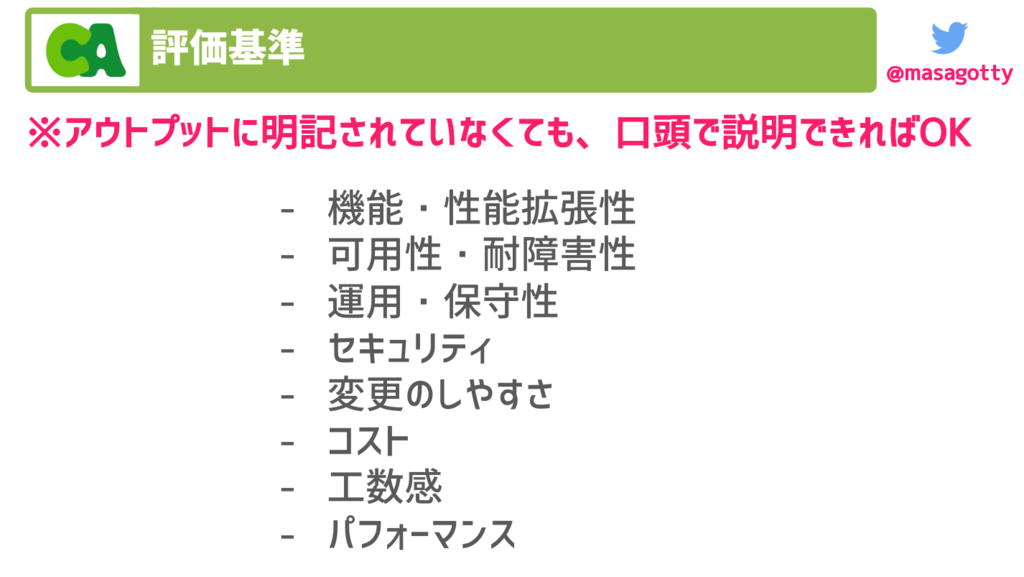 CA 評価基準
@masagotty
※アウトプットに明記されていなくても、口頭で説明できればOK
- 機能・性能拡張性
- 可用性・耐障害性
- 運用・保守性
- セキュリティ
- 変更のしやすさ
- コスト
- 工数感
- パフォーマンス